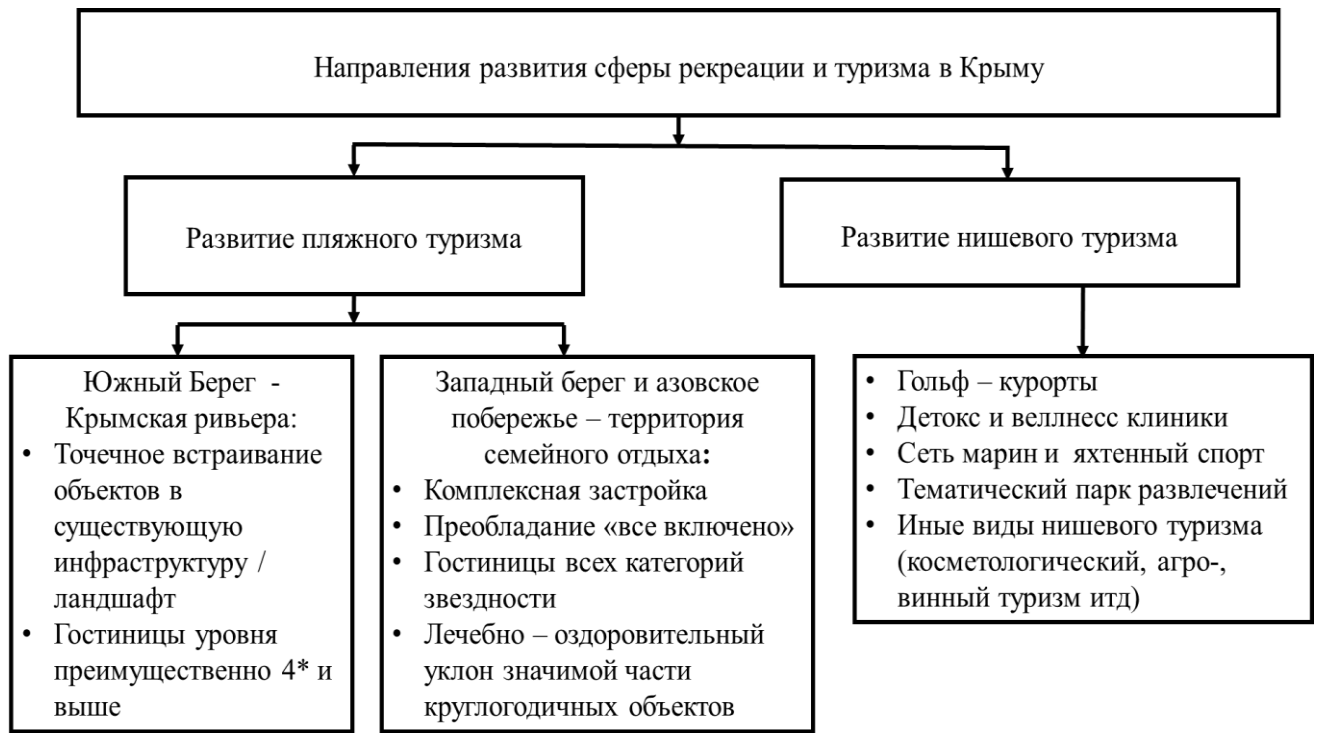 Направления развития сферы рекреации и туризма в Крыму
Развитие пляжного туризма
Развитие нишевого туризма
Южный Берег -
Крымская ривьера:
• Точечное встраивание
объектов в
существующую
инфраструктуру /
ландшафт
• Гостиницы уровня
преимущественно 4* и
выше
Западный берег и азовское
побережье – территория
семейного отдыха:
• Комплексная застройка
• Преобладание «все включено»
• Гостиницы всех категорий
звездности
• Лечебно – оздоровительный
уклон значимой части
круглогодичных объектов
• Гольф – курорты
• Детокс и веллнесс клиники
• Сеть марин и яхтенный спорт
• Тематический парк развлечений
• Иные виды нишевого туризма
(косметологический, агро-,
винный туризм итд)